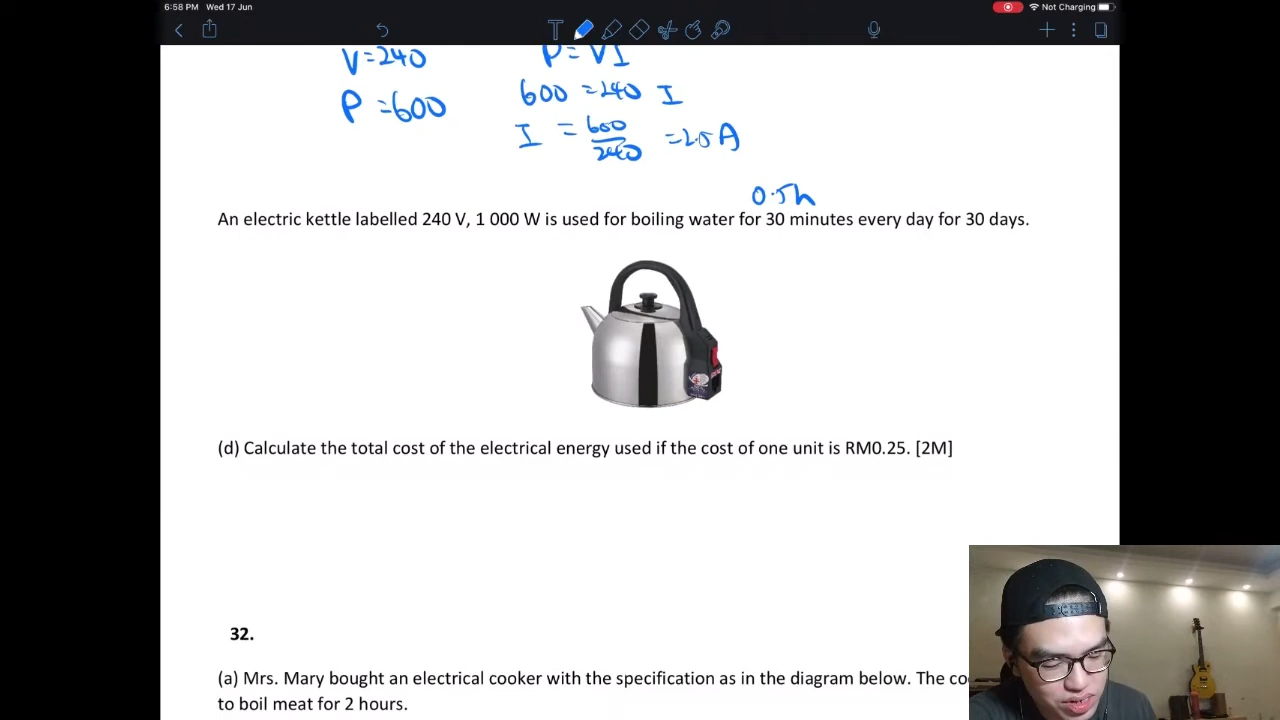 6:58 PM Wed 17 Jun
Not Charging
V=240 P=VI
P=600 600=240 I
I = 600/240 = 2.5A
0.5h
An electric kettle labelled 240 V, 1 000 W is used for boiling water for 30 minutes every day for 30 days.
(d) Calculate the total cost of the electrical energy used if the cost of one unit is RM0.25. [2M]
32.
(a) Mrs. Mary bought an electrical cooker with the specification as in the diagram below. The
to boil meat for 2 hours.